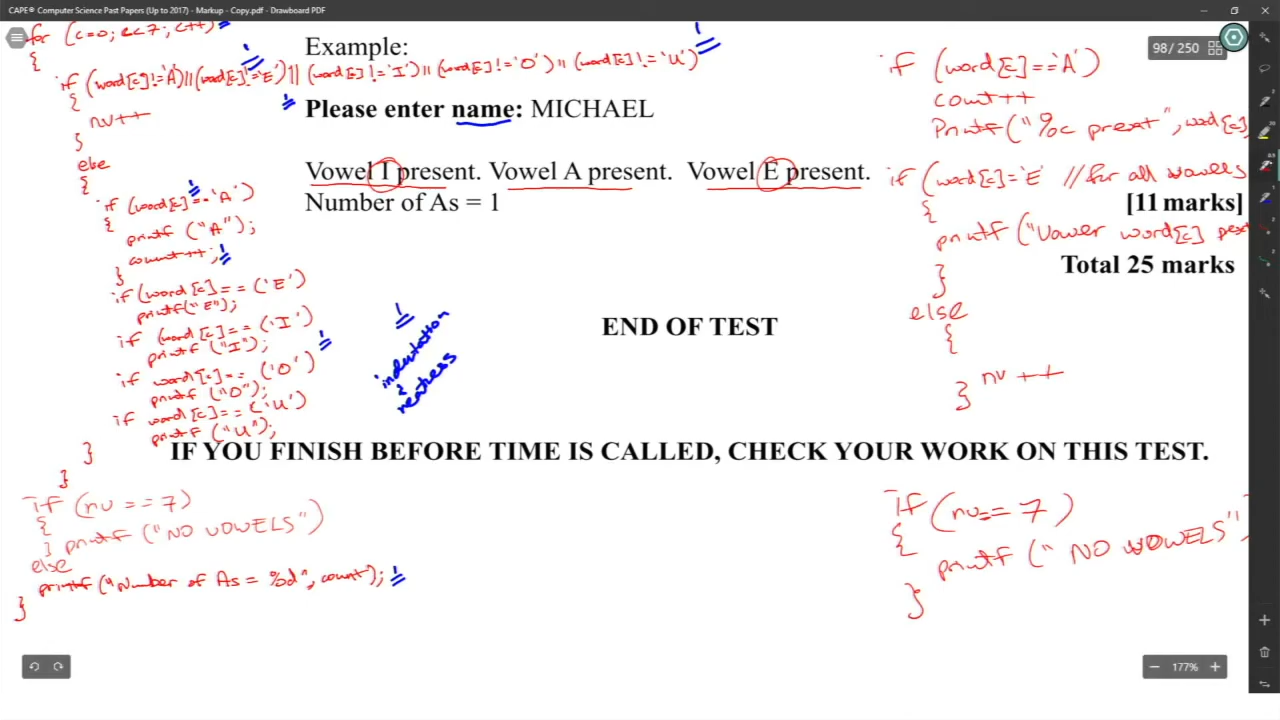 CAPE® Computer Science Past Papers (Up to 2017) - Markup - Copy.pdf - Drawboard PDF
98 / 250
for (c=0; c<7; c++)
{
if (word[c]!='A') || (word[c]!='E') || (word[c]!='I') || (word[c]!='O') || (word[c]!='U')
{
nv++
}
else
{
if (word[c]=='A')
{
printf ("A");
count++;
}
if (word[c] == ('E')
printf("E");
if (word[c] == ('I')
printf ("I");
if word[c] == ('O')
printf ("O");
if word[c] == ('U')
printf ("U");
}
}
if (nv == 7)
{
} printf ("NO VOWELS")
else
printf ("Number of As = %d", count);
}
Example:
Please enter name: MICHAEL
Vowel I present. Vowel A present. Vowel E present.
Number of As = 1
[11 marks]
Total 25 marks
1
indentation
&
neatness
END OF TEST
IF YOU FINISH BEFORE TIME IS CALLED, CHECK YOUR WORK ON THIS TEST.
if (word[c]=='A')
count++
Printf("%c present", word[c]
if (word[c]='E' //for all vowels
{
printf ("Vower word[c]
}
else
{
nv ++
}
if (nv == 7)
{
printf (" NO VOWELS"
}
177%